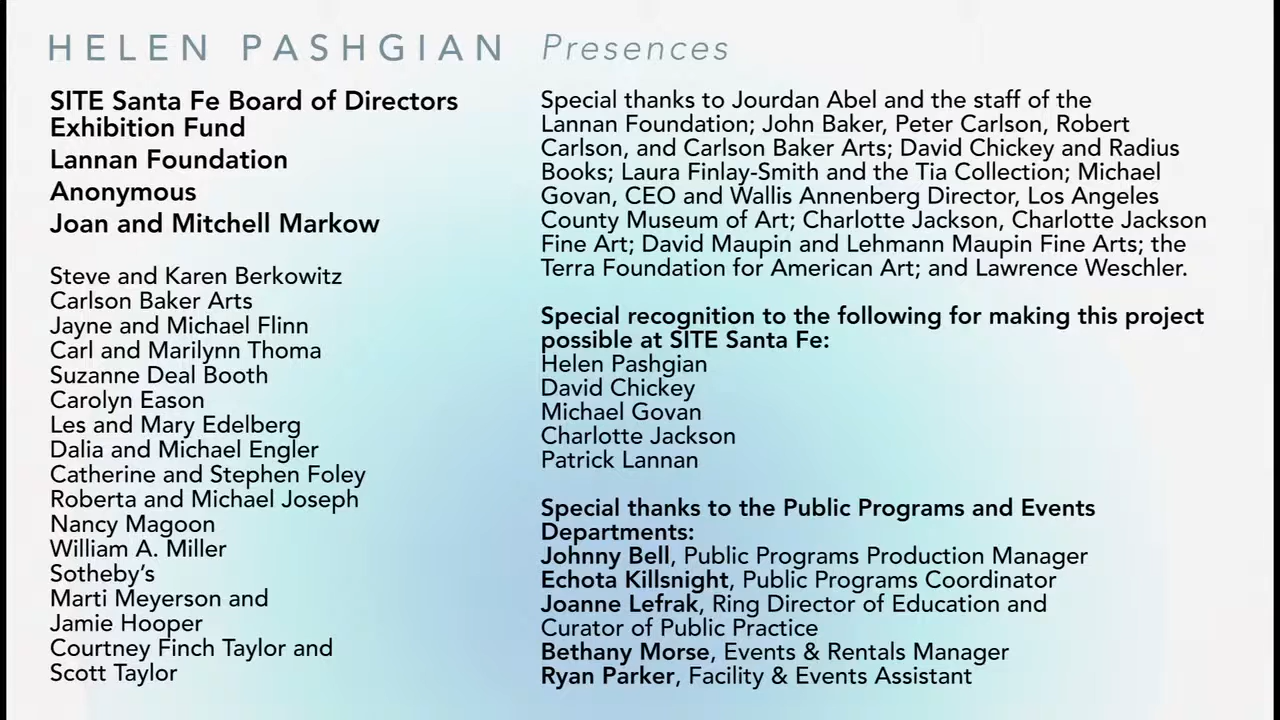 HELEN PASHGIAN Presences
SITE Santa Fe Board of Directors
Exhibition Fund
Lannan Foundation
Anonymous
Joan and Mitchell Markow
Steve and Karen Berkowitz
Carlson Baker Arts
Jayne and Michael Flinn
Carl and Marilynn Thoma
Suzanne Deal Booth
Carolyn Eason
Les and Mary Edelberg
Dalia and Michael Engler
Catherine and Stephen Foley
Roberta and Michael Joseph
Nancy Magoon
William A. Miller
Sotheby’s
Marti Meyerson and
Jamie Hooper
Courtney Finch Taylor and
Scott Taylor
Special thanks to Jourdan Abel and the staff of the
Lannan Foundation; John Baker, Peter Carlson, Robert
Carlson, and Carlson Baker Arts; David Chickey and Radius
Books; Laura Finlay-Smith and the Tia Collection; Michael
Govan, CEO and Wallis Annenberg Director, Los Angeles
County Museum of Art; Charlotte Jackson, Charlotte Jackson
Fine Art; David Maupin and Lehmann Maupin Fine Arts; the
Terra Foundation for American Art; and Lawrence Weschler.
Special recognition to the following for making this project
possible at SITE Santa Fe:
Helen Pashgian
David Chickey
Michael Govan
Charlotte Jackson
Patrick Lannan
Special thanks to the Public Programs and Events
Departments:
Johnny Bell, Public Programs Production Manager
Echota Killsnight, Public Programs Coordinator
Joanne Lefrak, Ring Director of Education and
Curator of Public Practice
Bethany Morse, Events & Rentals Manager
Ryan Parker, Facility & Events Assistant